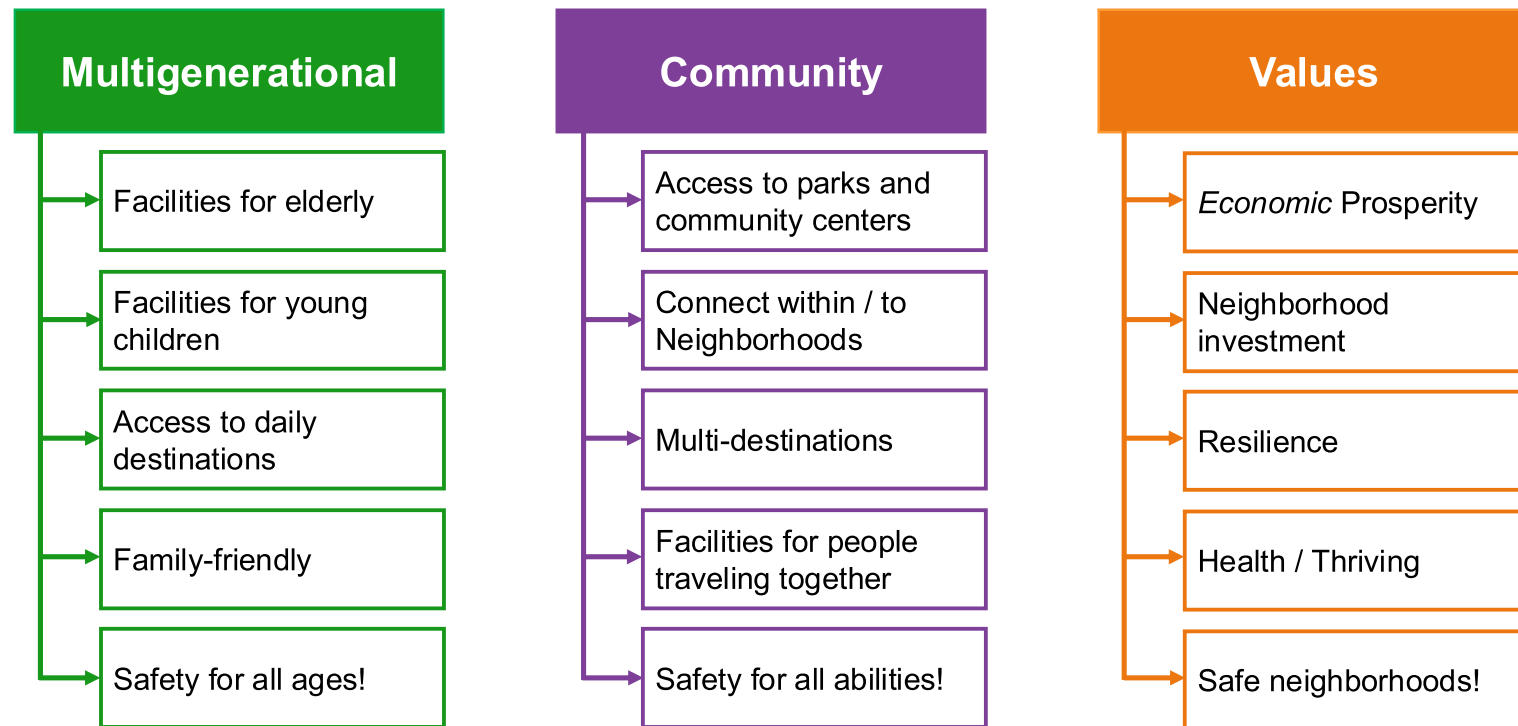 Multigenerational
Facilities for elderly
Facilities for young
children
Access to daily
destinations
Family-friendly
Safety for all ages!
Community
Access to parks and
community centers
Connect within / to
Neighborhoods
Multi-destinations
Facilities for people
traveling together
Safety for all abilities!
Values
Economic Prosperity
Neighborhood
investment
Resilience
Health / Thriving
Safe neighborhoods!